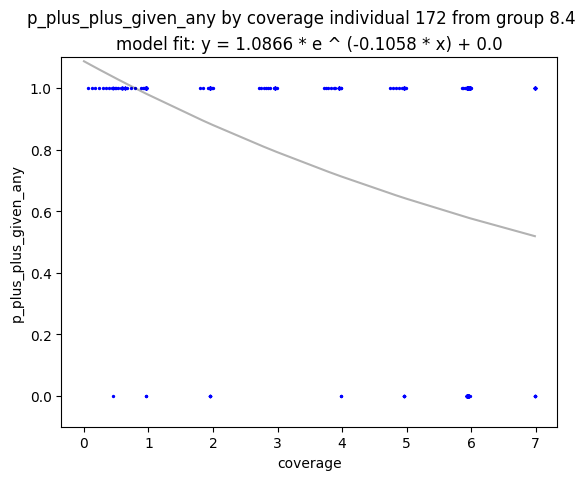 p_plus_plus_given_any by coverage individual 172 from group 8.4
model fit: y = 1.0866 * e ^ (-0.1058 * x) + 0.0
p_plus_plus_given_any
1.0
0.8
0.6
0.4
0.2
0.0
0 1 2 3 4 5 6 7
coverage